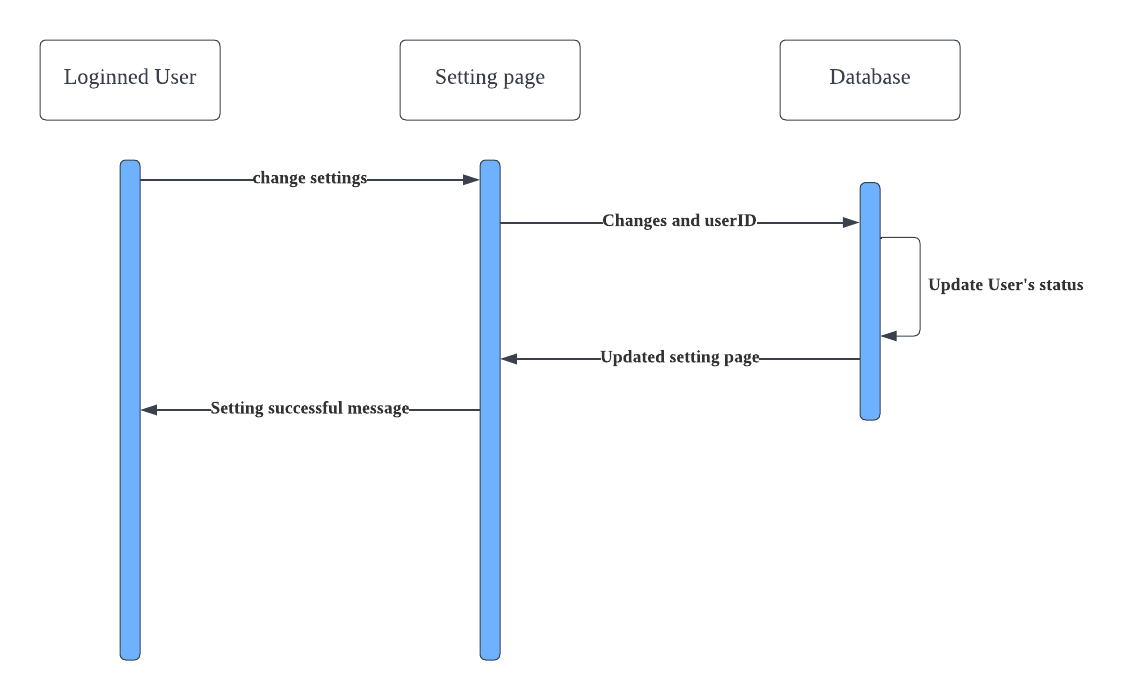 Loginned User
Setting page
Database
change settings
Changes and userID
Update User's status
Updated setting page
Setting successful message